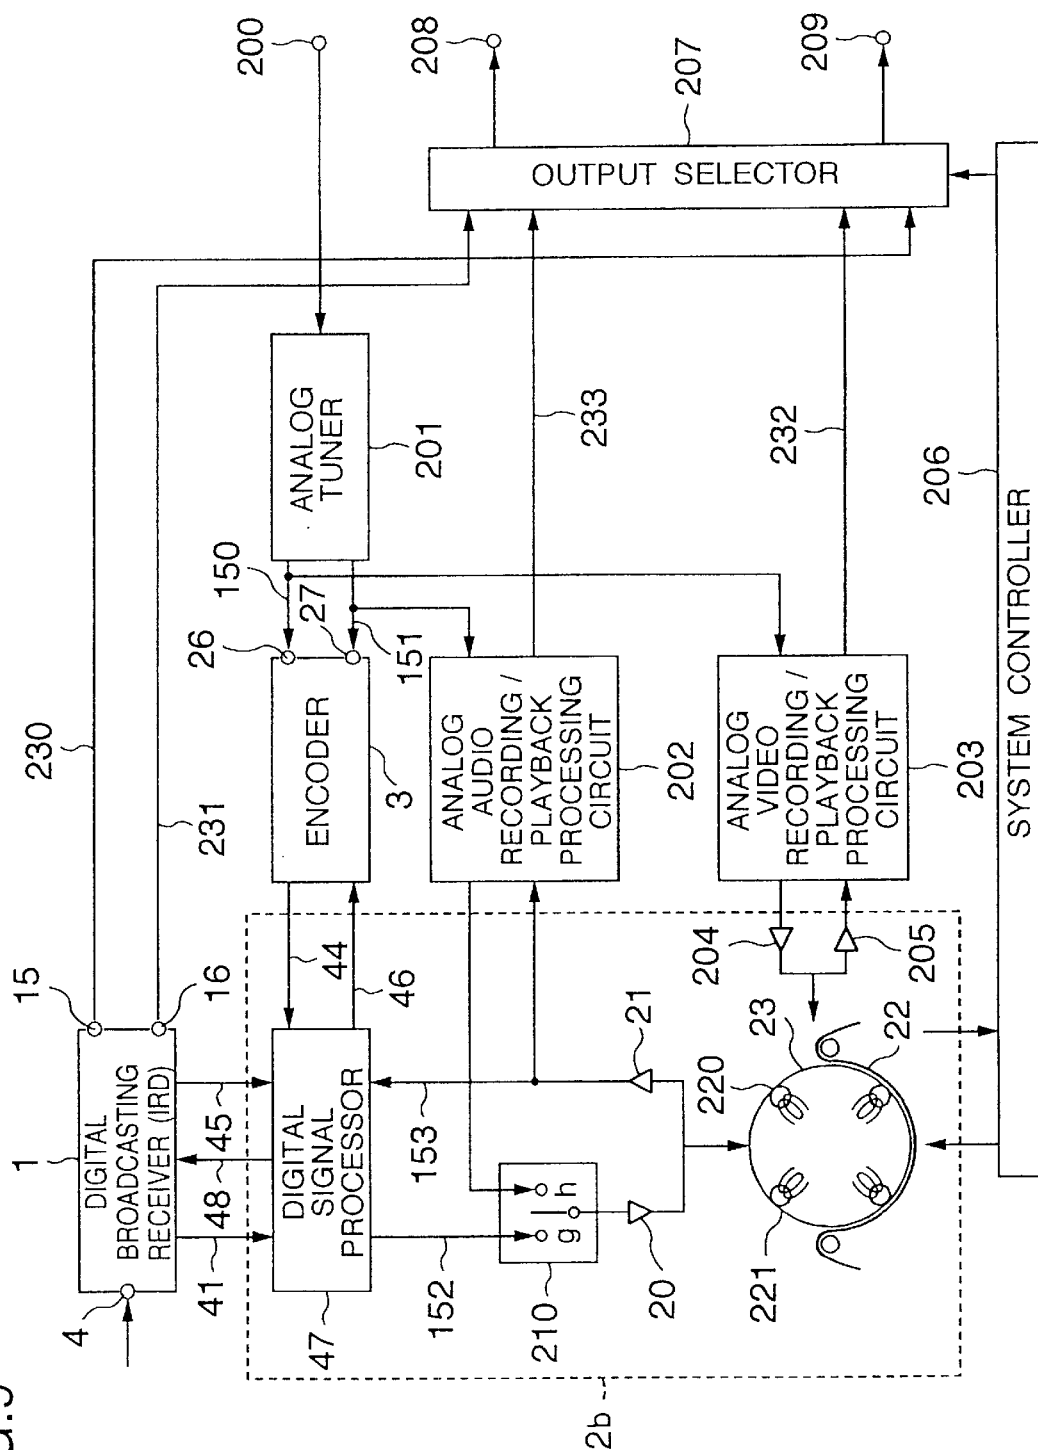 4
1
15
DIGITAL
BROADCASTING
RECEIVER (IRD)
16
230
231
200
41
48
45
44
46
47
DIGITAL
SIGNAL
PROCESSOR
ENCODER
3
26
27
150
151
ANALOG
TUNER
201
152
153
210
g
h
20
21
ANALOG
AUDIO
RECORDING /
PLAYBACK
PROCESSING
CIRCUIT
202
233
208
OUTPUT SELECTOR
207
209
2b
221
220
23
22
204
205
ANALOG
VIDEO
RECORDING /
PLAYBACK
PROCESSING
CIRCUIT
203
232
206
SYSTEM CONTROLLER